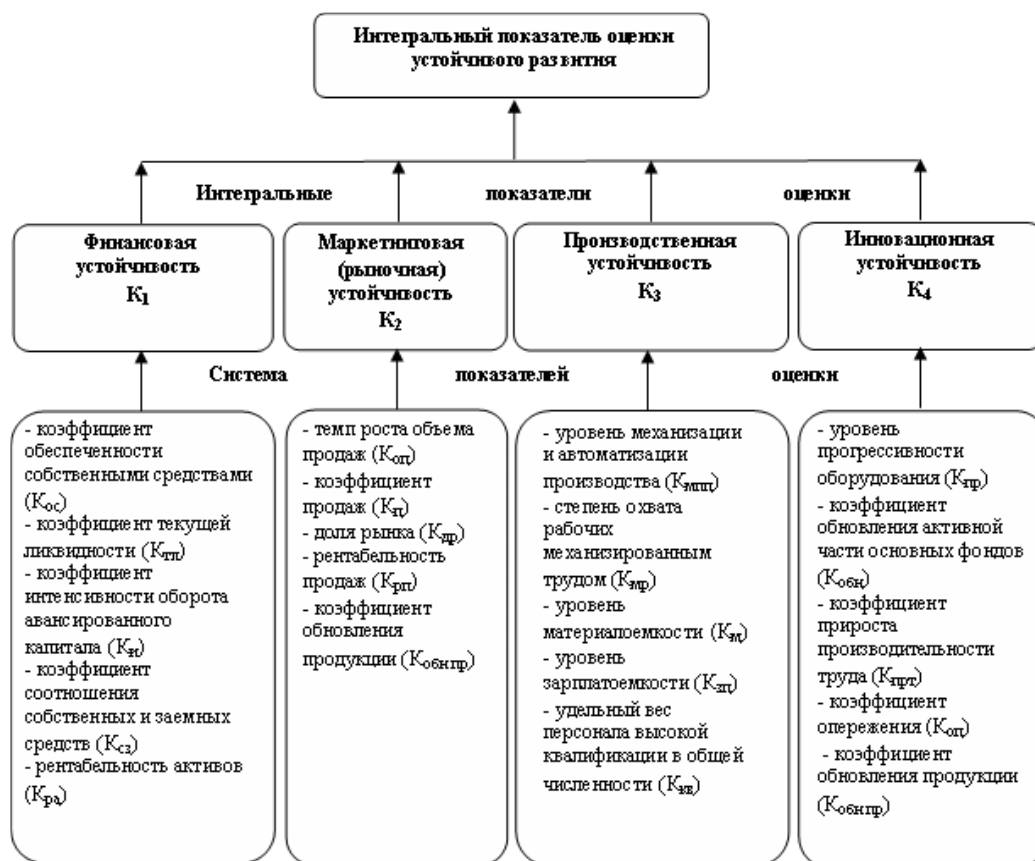 Интегральный показатель оценки
устойчивого развития
Интегральные показатели оценки
Финансовая
устойчивость
К1
Маркетинговая
(рыночная)
устойчивость
К2
Производственная
устойчивость
К3
Инновационная
устойчивость
К4
Система показателей оценки
- коэффициент
обеспеченности
собственными средствами
(Кос)
- коэффициент текущей
ликвидности (Ктл)
- коэффициент
интенсивности оборота
авансированного
капитала (Ки)
- коэффициент
соотношения
собственных и заемных
средств (Ксз)
- рентабельность активов
(Кра)
- темп роста объема
продаж (Коп)
- коэффициент
продаж (Кп)
- доля рынка (Кдр)
- рентабельность
продаж (Крп)
- коэффициент
обновления
продукции (Кобнпр)
- уровень механизации
и автоматизации
производства (Кмпп)
- степень охвата
рабочих
механизированным
трудом (Кмр)
- уровень
материалоемкости (Км)
- уровень
зарплатоемкости (Кзп)
- удельный вес
персонала высокой
квалификации в общей
численности (Ккв)
- уровень
прогрессивности
оборудования (Кпр)
- коэффициент
обновления активной
части основных фондов
(Кобн)
- коэффициент
прироста
производительности
труда (Кпрт)
- коэффициент
опережения (Коп)
- коэффициент
обновления продукции
(Кобнпр)